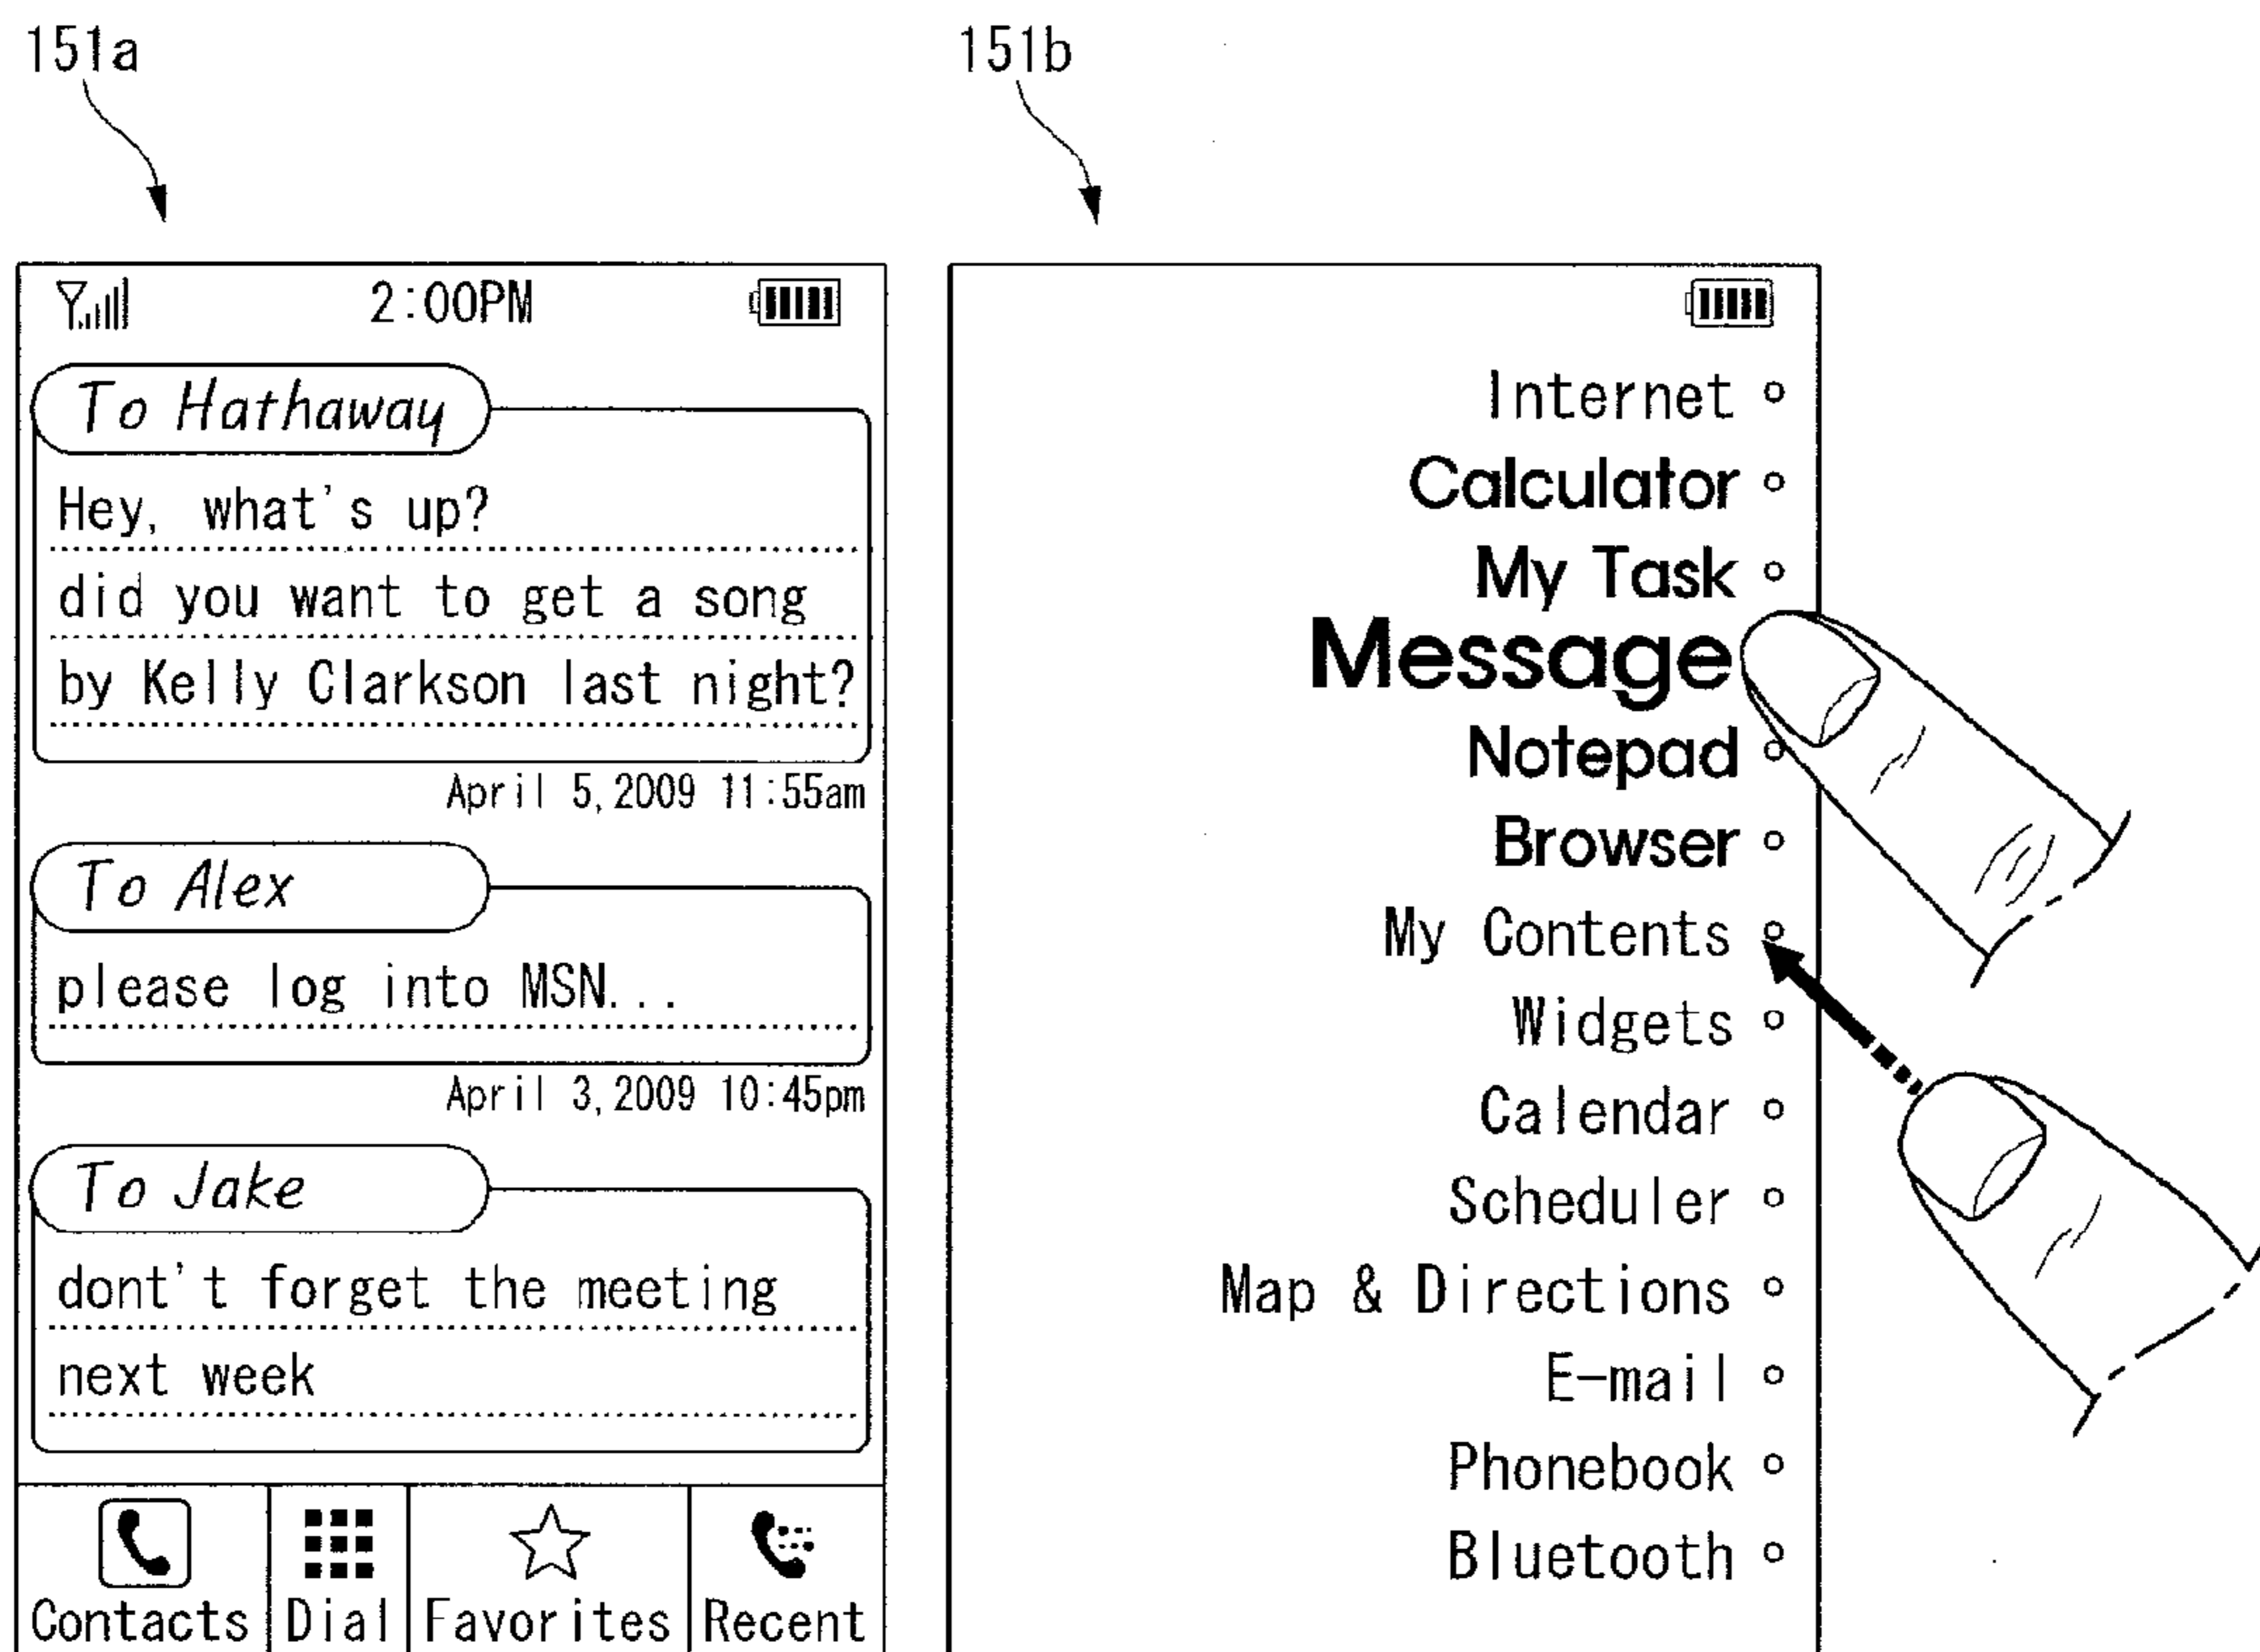 151a
151b
2:00PM
To Hathaway
Hey, what's up?
did you want to get a song
by Kelly Clarkson last night?
April 5,2009 11:55am
To Alex
please log into MSN...
April 3,2009 10:45pm
To Jake
dont't forget the meeting
next week
Contacts
Dial
Favorites
Recent
Internet
Calculator
My Task
Message
Notepad
Browser
My Contents
Widgets
Calendar
Scheduler
Map & Directions
E-mail
Phonebook
Bluetooth